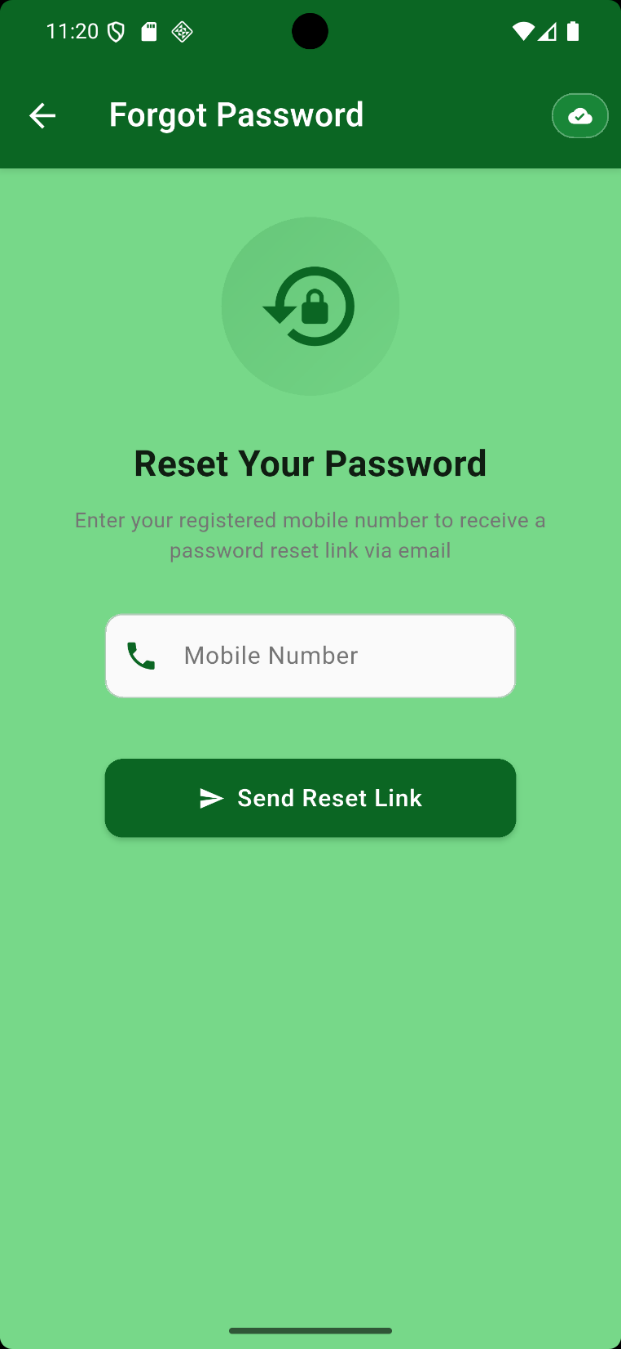 11:20
Forgot Password
Reset Your Password
Enter your registered mobile number to receive a
password reset link via email
Mobile Number
Send Reset Link